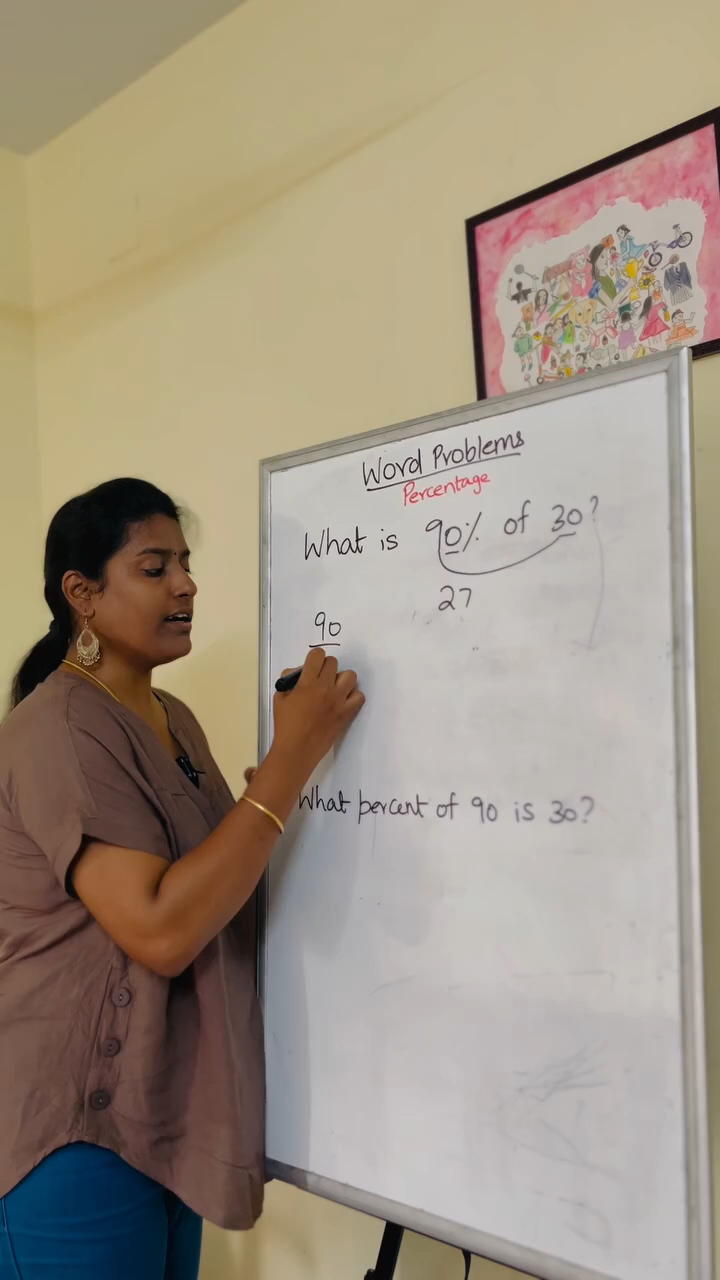 Word Problems
Percentage
What is 90% of 30?
27
90
What percent of 90 is 30?